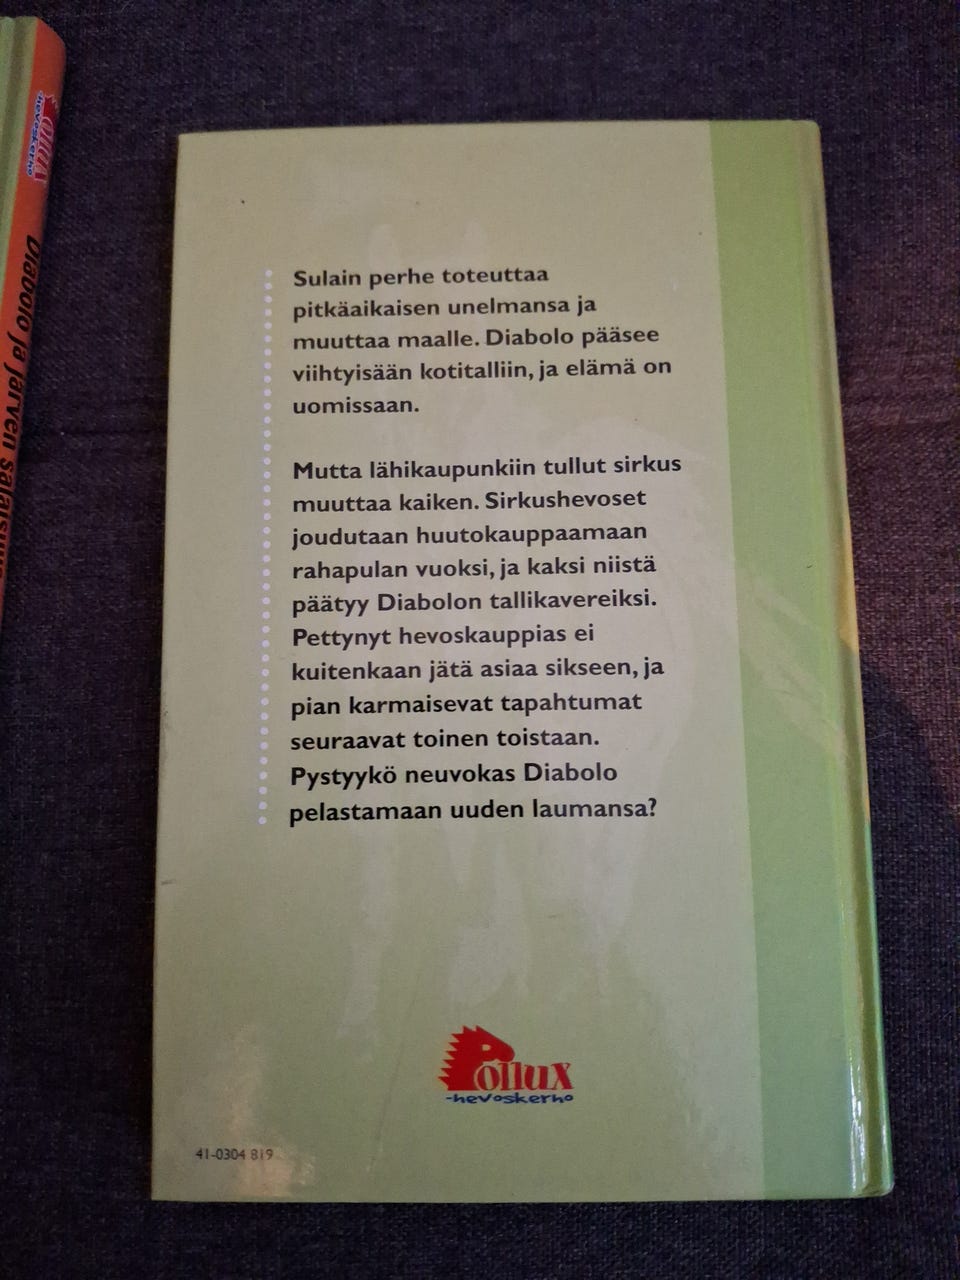 Pollux
-hevoskerho
Diabolo ja järven salaisuus
Sulain perhe toteuttaa
pitkäaikaisen unelmansa ja
muuttaa maalle. Diabolo pääsee
viihtyisään kotitalliin, ja elämä on
uomissaan.
Mutta lähikaupunkiin tullut sirkus
muuttaa kaiken. Sirkushevoset
joudutaan huutokauppaamaan
rahapulan vuoksi, ja kaksi niistä
päätyy Diabolon tallikavereiksi.
Pettynyt hevoskauppias ei
kuitenkaan jätä asiaa sikseen, ja
pian karmaisevat tapahtumat
seuraavat toinen toistaan.
Pystyykö neuvokas Diabolo
pelastamaan uuden laumansa?
Pollux
-hevoskerho
41-0304 819